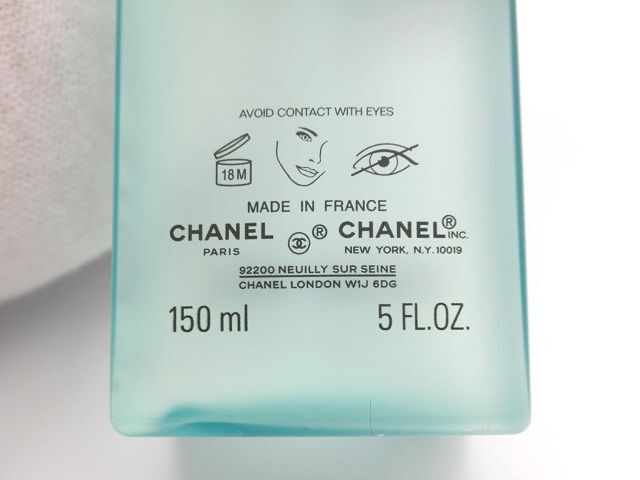 AVOID CONTACT WITH EYES
18 M
MADE IN FRANCE
CHANEL ® CHANEL® INC.
PARIS NEW YORK, N.Y. 10019
92200 NEUILLY SUR SEINE
CHANEL LONDON W1J 6DG
150 ml 5 FL.OZ.